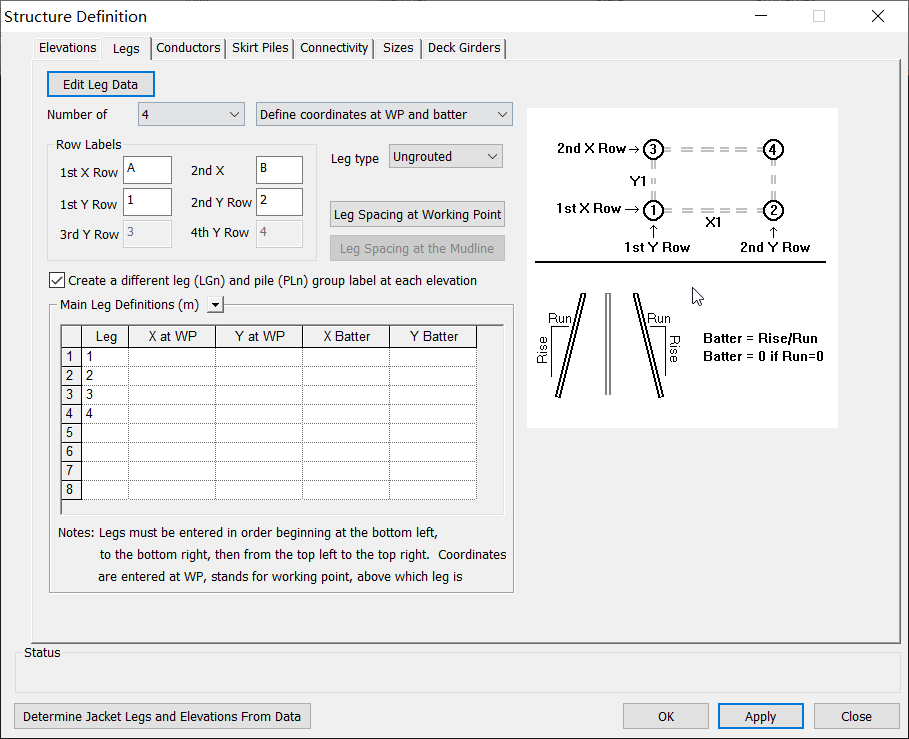 Structure Definition
Elevations Legs Conductors Skirt Piles Connectivity Sizes Deck Girders
Edit Leg Data
Number of 4 Define coordinates at WP and batter
Row Labels
1st X Row A 2nd X B
Leg type Ungrouted
1st Y Row 1 2nd Y Row 2
3rd Y Row 3 4th Y Row 4
Leg Spacing at Working Point
Leg Spacing at the Mudline
Create a different leg (LGn) and pile (PLn) group label at each elevation
Main Leg Definitions (m)
Leg X at WP Y at WP X Batter Y Batter
1 1
2 2
3 3
4 4
5
6
7
8
Notes: Legs must be entered in order beginning at the bottom left,
to the bottom right, then from the top left to the top right. Coordinates
are entered at WP, stands for working point, above which leg is
2nd X Row → 3 4
Y1
1st X Row → 1 2
X1
↑ ↑
1st Y Row 2nd Y Row
Run Run
Rise Rise
Batter = Rise/Run
Batter = 0 if Run=0
Status
Determine Jacket Legs and Elevations From Data OK Apply Close